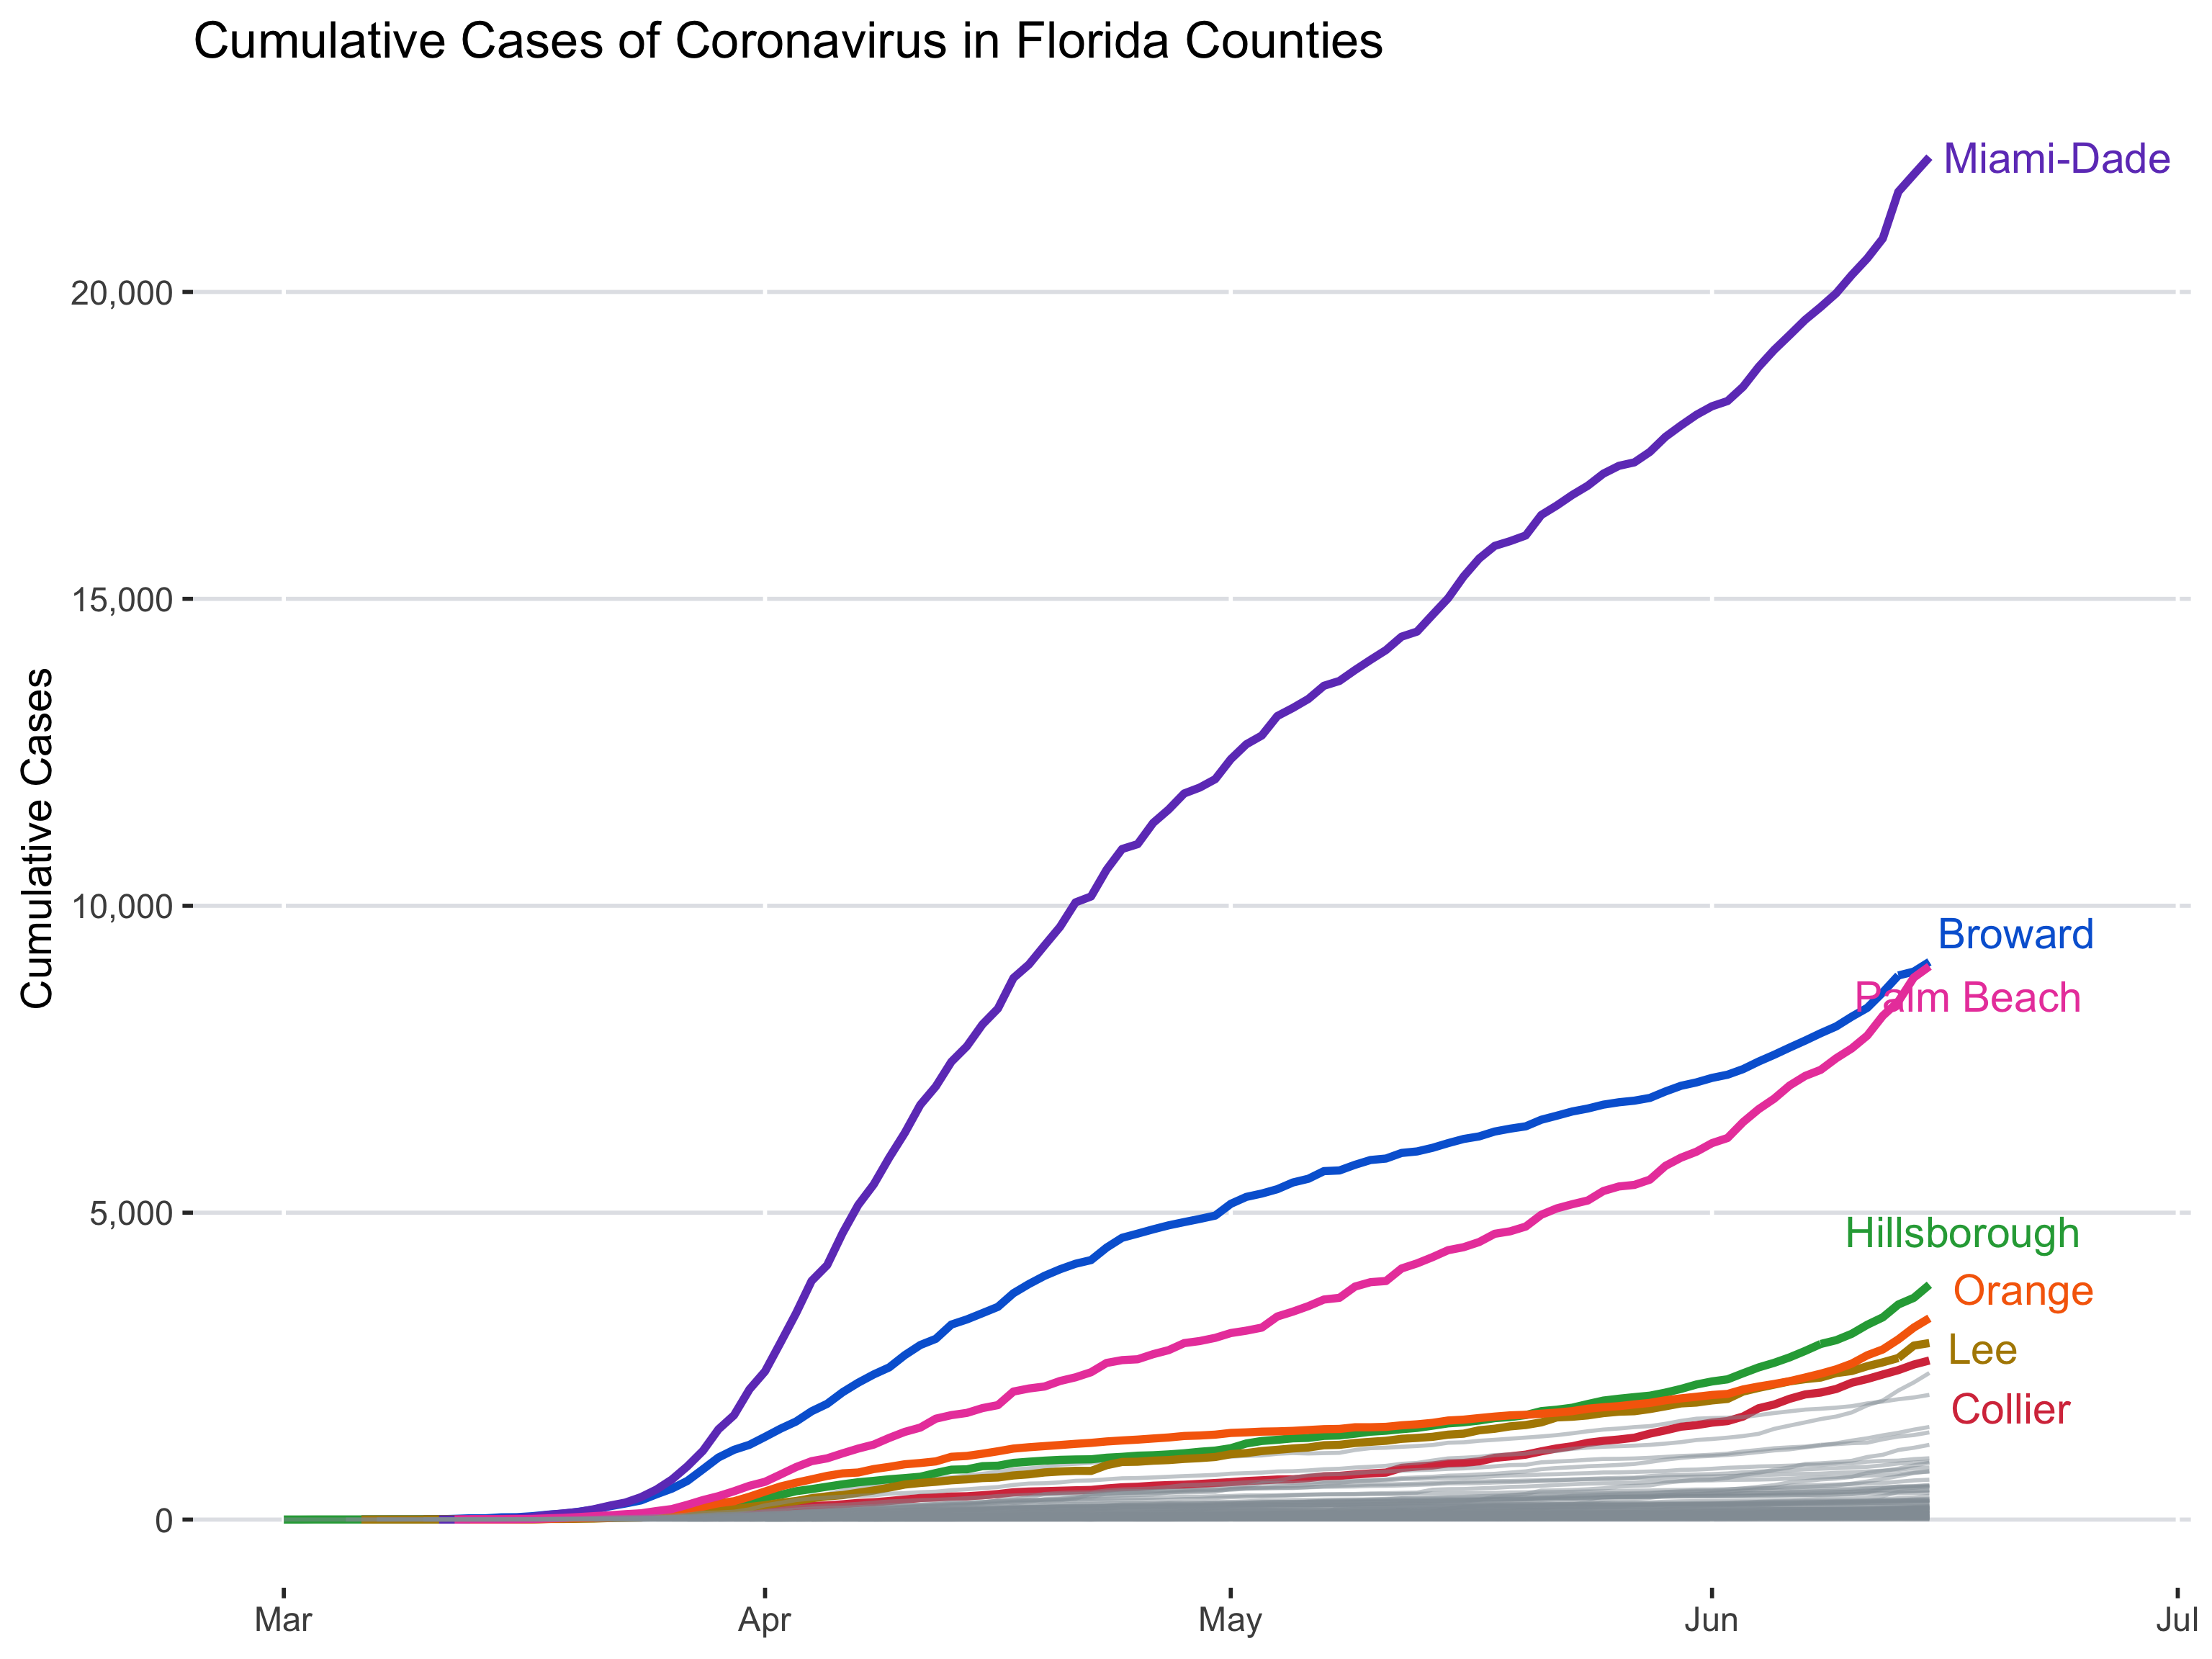 Cumulative Cases of Coronavirus in Florida Counties
Cumulative Cases
20,000
15,000
10,000
5,000
0
Miami-Dade
Broward
Palm Beach
Hillsborough
Orange
Lee
Collier
Mar
Apr
May
Jun
Jul